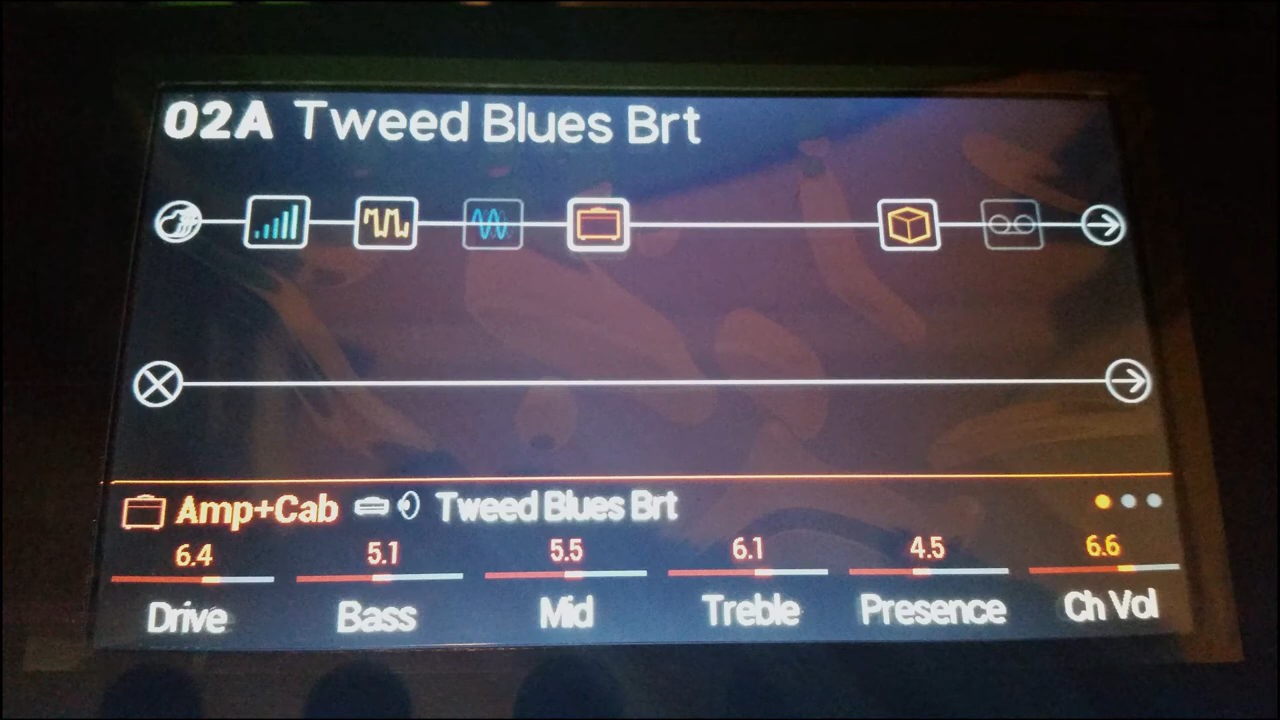 02A Tweed Blues Brt
Amp+Cab Tweed Blues Brt
6.4 5.1 5.5 6.1 4.5 6.6
Drive Bass Mid Treble Presence Ch Vol